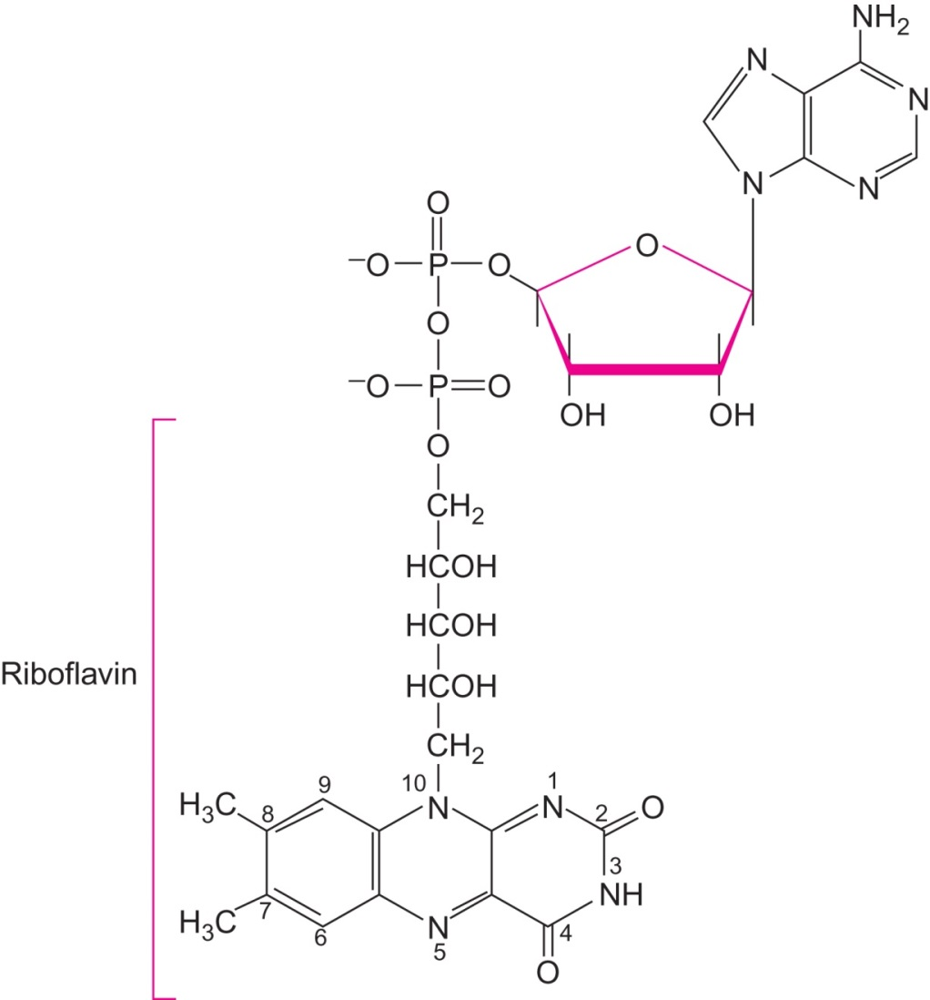 NH2
N
N
N
N
O
O
⁻O P O
O
⁻O P O
OH OH
O
CH2
HCOH
HCOH
Riboflavin
HCOH
CH2
9 10 1
H3C 8 N N 2 O
3
NH
H3C 7 6 N 5 4
O